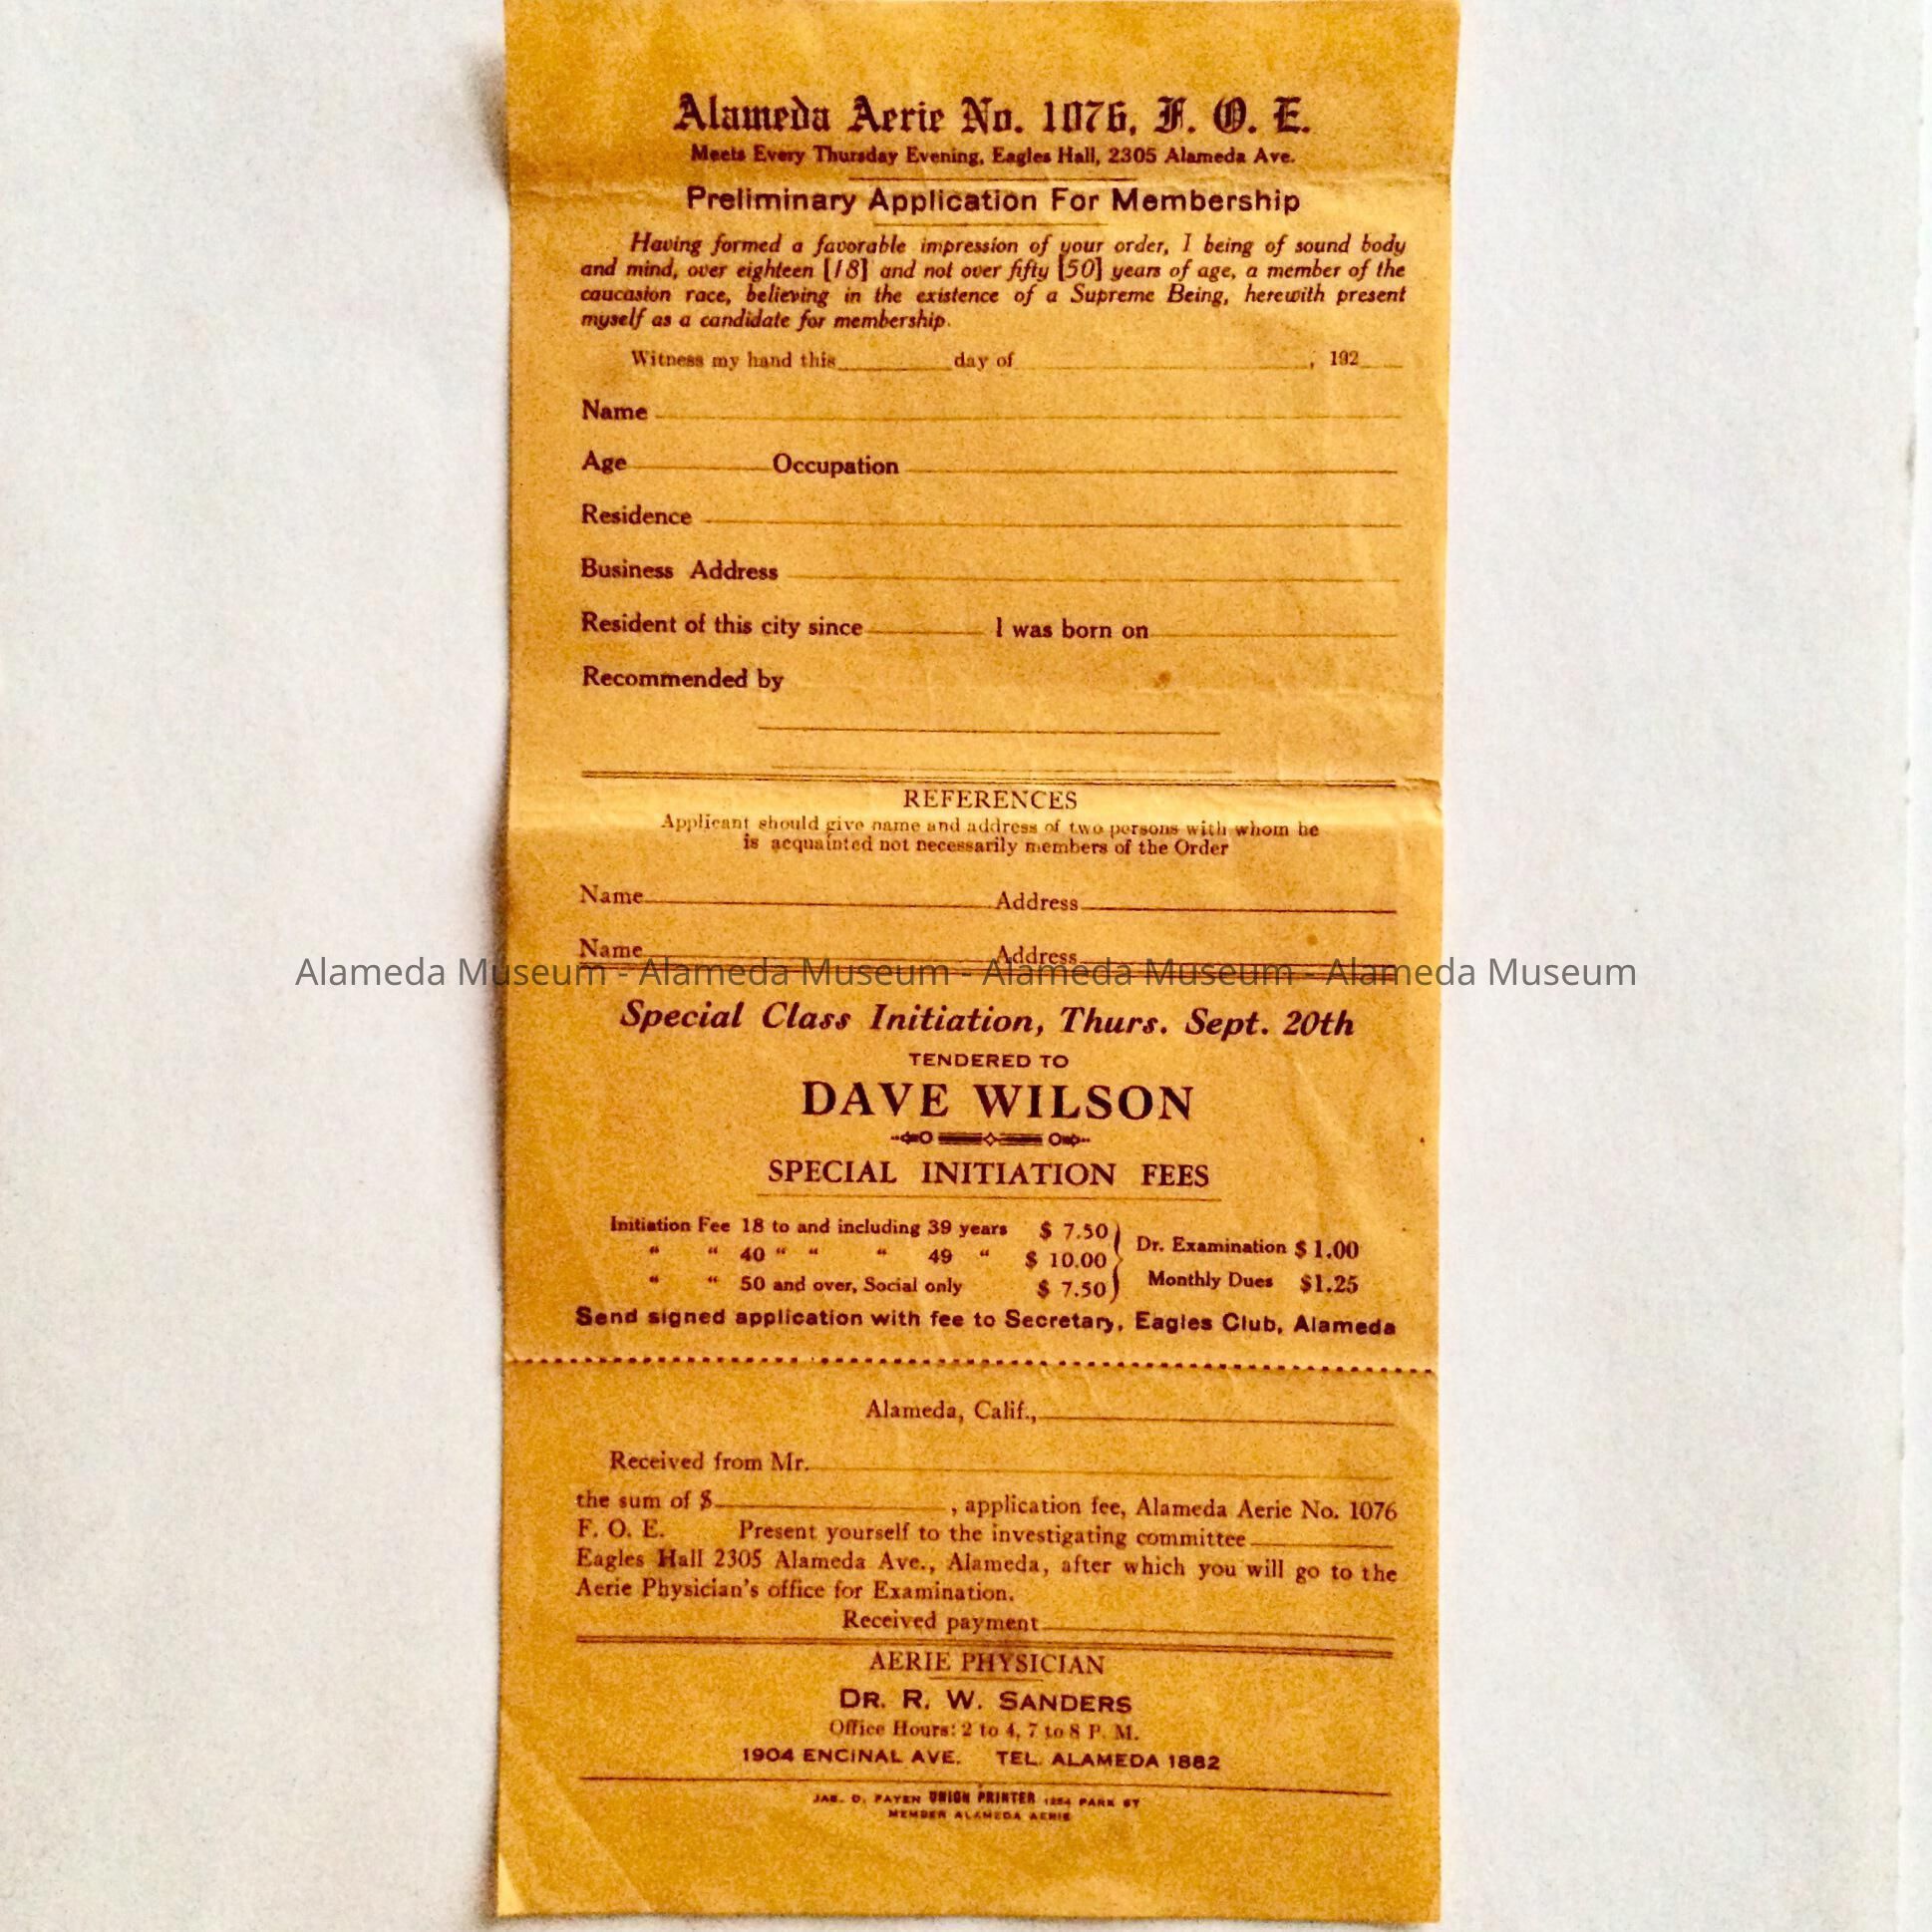 Alameda Aerie No. 1076, F. O. E.
Meets Every Thursday Evening, Eagles Hall, 2305 Alameda Ave.
Preliminary Application For Membership
Having formed a favorable impression of your order, I being of sound body
and mind, over eighteen [18] and not over fifty [50] years of age, a member of the
caucasion race, believing in the existence of a Supreme Being, herewith present
myself as a candidate for membership.
Witness my hand this day of , 192
Name
Age Occupation
Residence
Business Address
Resident of this city since I was born on
Recommended by
REFERENCES
Applicant should give name and address of two persons with whom he
is acquainted not necessarily members of the Order
Name Address
Name Address
Alameda Museum - Alameda Museum - Alameda Museum - Alameda Museum
Special Class Initiation, Thurs. Sept. 20th
TENDERED TO
DAVE WILSON
SPECIAL INITIATION FEES
Initiation Fee 18 to and including 39 years $ 7.50
" " 40 " " " 49 " $ 10.00
" " 50 and over, Social only $ 7.50
Dr. Examination $1.00
Monthly Dues $1.25
Send signed application with fee to Secretary, Eagles Club, Alameda
Alameda, Calif.,
Received from Mr.
the sum of $ , application fee, Alameda Aerie No. 1076
F. O. E. Present yourself to the investigating committee
Eagles Hall 2305 Alameda Ave., Alameda, after which you will go to the
Aerie Physician's office for Examination.
Received payment
AERIE PHYSICIAN
DR. R. W. SANDERS
Office Hours: 2 to 4, 7 to 8 P. M.
1904 ENCINAL AVE. TEL. ALAMEDA 1882
JAS. D. PAYEN UNION PRINTER PARK ST
MEMBER ALAMEDA AERIE